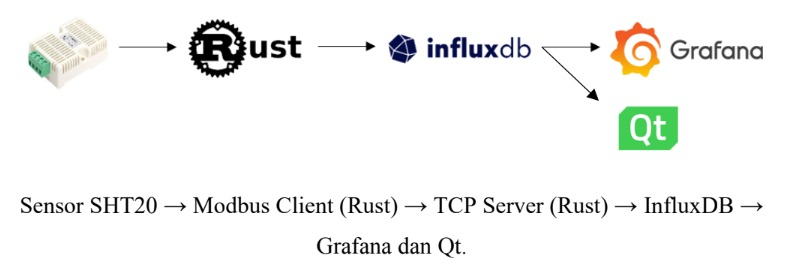 Rust
influxdb
Grafana
Qt
Sensor SHT20 → Modbus Client (Rust) → TCP Server (Rust) → InfluxDB →
Grafana dan Qt.